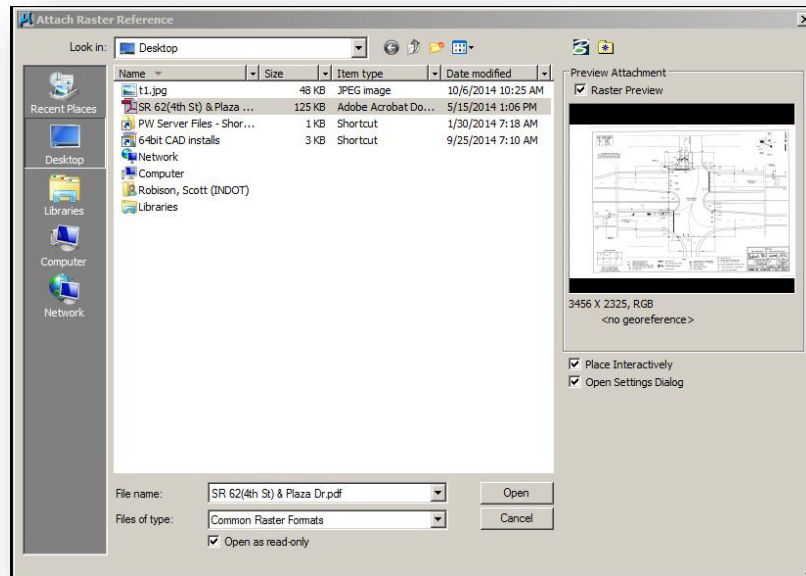 Attach Raster Reference
Look in: Desktop
Recent Places
Desktop
Libraries
Computer
Network
Name Size Item type Date modified
t1.jpg 48 KB JPEG image 10/6/2014 10:25 AM
SR 62(4th St) & Plaza ... 125 KB Adobe Acrobat Do... 5/15/2014 1:06 PM
PW Server Files - Shor... 1 KB Shortcut 1/30/2014 7:18 AM
64bit CAD installs 3 KB Shortcut 9/25/2014 7:10 AM
Network
Computer
Robison, Scott (INDOT)
Libraries
File name: SR 62(4th St) & Plaza Dr.pdf Open
Files of type: Common Raster Formats Cancel
Open as read-only
Preview Attachment
Raster Preview
3456 X 2325, RGB
<no georeference>
Place Interactively
Open Settings Dialog